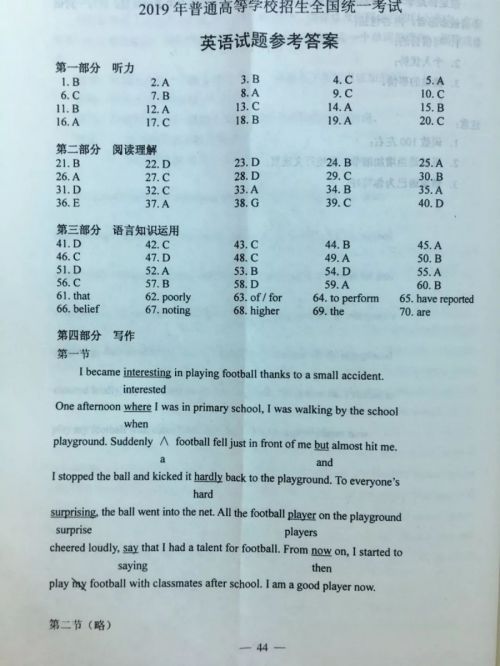 2019年普通高等学校招生全国统一考试
英语试题参考答案
第一部分 听力
1. B 2. A 3. B 4. C 5. A
6. C 7. B 8. A 9. C 10. C
11. B 12. A 13. C 14. A 15. B
16. A 17. C 18. B 19. A 20. C
第二部分 阅读理解
21. B 22. D 23. D 24. B 25. A
26. A 27. C 28. D 29. C 30. B
31. D 32. C 33. A 34. B 35. A
36. E 37. A 38. G 39. C 40. D
第三部分 语言知识运用
41. D 42. C 43. C 44. B 45. A
46. C 47. D 48. C 49. A 50. B
51. D 52. A 53. B 54. D 55. A
56. C 57. B 58. D 59. A 60. B
61. that 62. poorly 63. of / for 64. to perform 65. have reported
66. belief 67. noting 68. higher 69. the 70. are
第四部分 写作
第一节
I became interesting in playing football thanks to a small accident.
interested
One afternoon where I was in primary school, I was walking by the school
when
playground. Suddenly ∧ football fell just in front of me but almost hit me.
a and
I stopped the ball and kicked it hardly back to the playground. To everyone's
hard
surprising, the ball went into the net. All the football player on the playground
surprise players
cheered loudly, say that I had a talent for football. From now on, I started to
saying then
play my football with classmates after school. I am a good player now.
第二节（略）
— 44 —